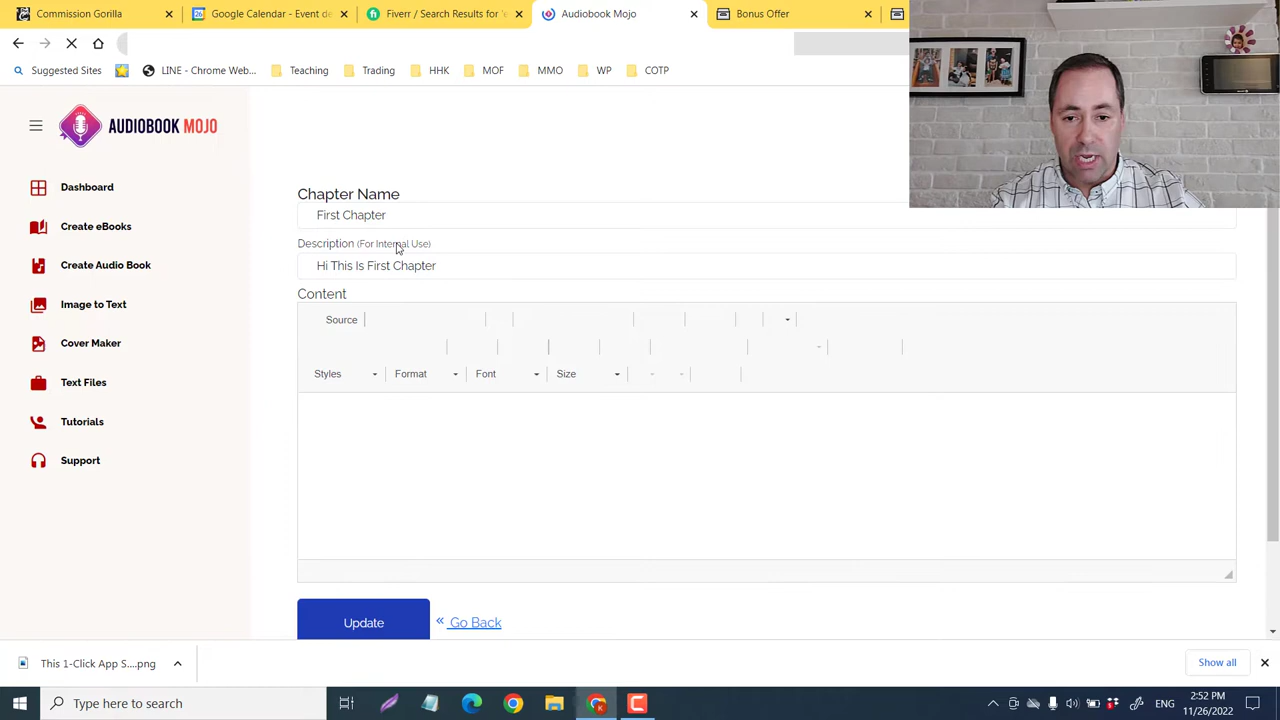 Commission Gorilla
Google Calendar - Event de
Fiverr / Search Results for 'e
Audiobook Mojo
Bonus Offer
Suggested Sites
LINE - Chrome Web...
Teaching
Trading
HHK
MOF
MMO
WP
COTP
AUDIOBOOK MOJO
Dashboard
Create eBooks
Create Audio Book
Image to Text
Cover Maker
Text Files
Tutorials
Support
Chapter Name
First Chapter
Description (For Internal Use)
Hi This Is First Chapter
Content
Source
Styles Format Font Size
Update « Go Back
This 1-Click App S....png
Show all
Type here to search
ENG
2:52 PM
11/26/2022